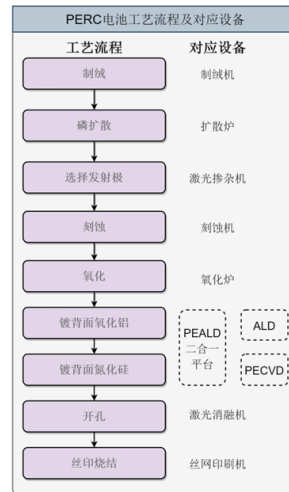 PERC电池工艺流程及对应设备
工艺流程 对应设备
制绒 制绒机
磷扩散 扩散炉
选择发射极 激光掺杂机
刻蚀 刻蚀机
氧化 氧化炉
镀背面氧化铝
镀背面氮化硅
PEALD
二合一
平台
ALD
PECVD
开孔 激光消融机
丝印烧结 丝网印刷机